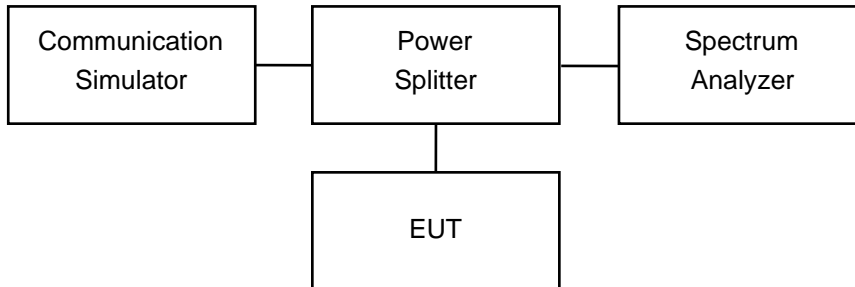 Communication
Simulator
Power
Splitter
Spectrum
Analyzer
EUT